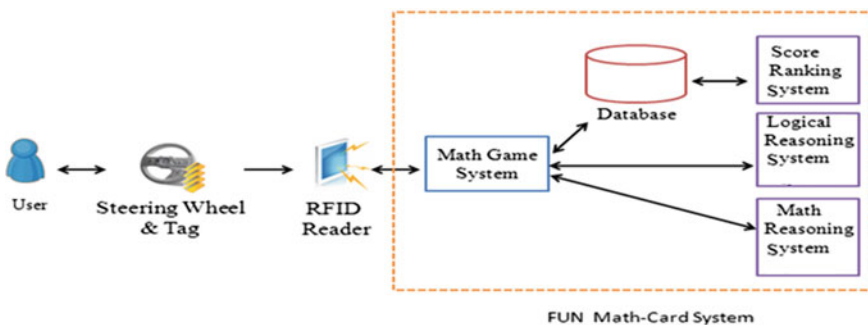 User
Steering Wheel
& Tag
RFID
Reader
Math Game
System
Database
Score
Ranking
System
Logical
Reasoning
System
Math
Reasoning
System
FUN Math-Card System